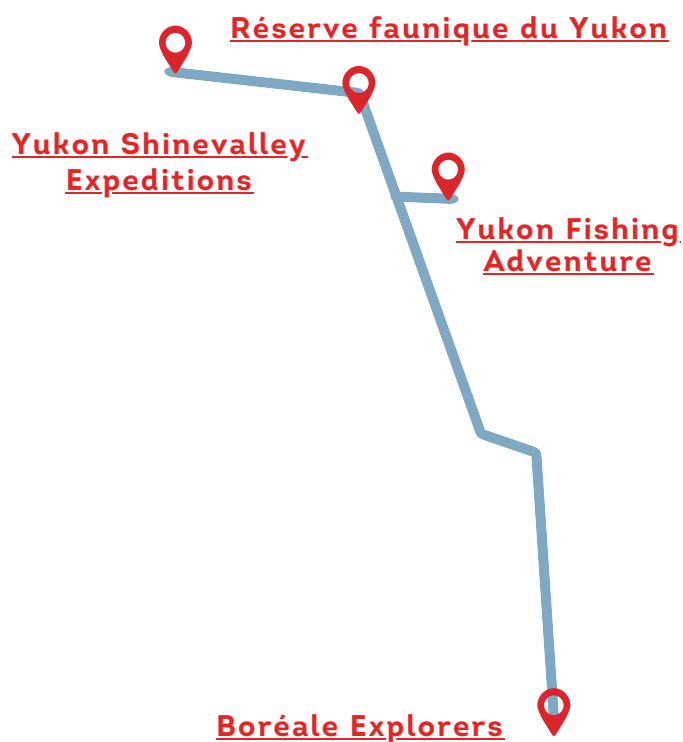 Réserve faunique du Yukon
Yukon Shinevalley
Expeditions
Yukon Fishing
Adventure
Boréale Explorers